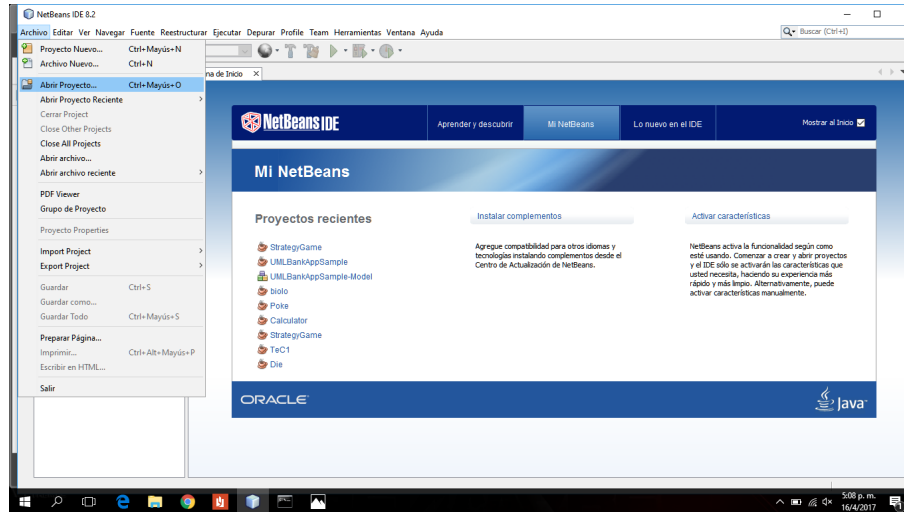 NetBeans IDE 8.2
Archivo Editar Ver Navegar Fuente Reestructurar Ejecutar Depurar Profile Team Herramientas Ventana Ayuda
Buscar (Ctrl+I)
Proyecto Nuevo... Ctrl+Mayús+N
Archivo Nuevo... Ctrl+N
Abrir Proyecto... Ctrl+Mayús+O
Abrir Proyecto Reciente
Cerrar Project
Close Other Projects
Close All Projects
Abrir archivo...
Abrir archivo reciente
PDF Viewer
Grupo de Proyecto
Proyecto Properties
Import Project
Export Project
Guardar Ctrl+S
Guardar como...
Guardar Todo Ctrl+Mayús+S
Preparar Página...
Imprimir... Ctrl+Alt+Mayús+P
Escribir en HTML...
Salir
na de Inicio
NetBeans IDE
Aprender y descubrir
Mi NetBeans
Lo nuevo en el IDE
Mostrar al Inicio
Mi NetBeans
Proyectos recientes
StrategyGame
UMLBankAppSample
UMLBankAppSample-Model
biolo
Poke
Calculator
StrategyGame
TeC1
Die
Instalar complementos
Agregue compatibilidad para otros idiomas y
tecnologías instalando complementos desde el
Centro de Actualización de NetBeans.
Activar características
NetBeans activa la funcionalidad según como
esté usando. Comenzar a crear y abrir proyectos
y el IDE sólo se activarán las características que
usted necesita, haciendo su experiencia más
rápido y más limpio. Alternativamente, puede
activar características manualmente.
ORACLE
Java
5:08 p. m.
16/4/2017